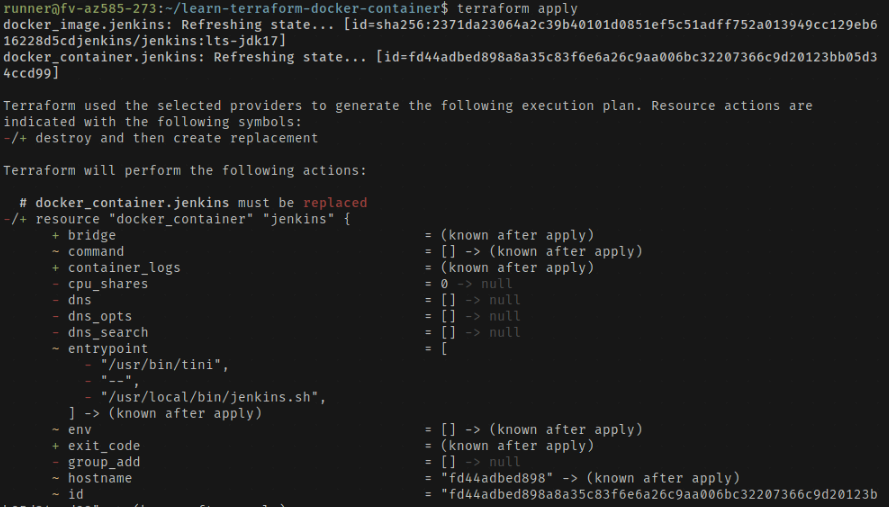 runner@fv-az585-273:~/learn-terraform-docker-container$ terraform apply
docker_image.jenkins: Refreshing state... [id=sha256:2371da23064a2c39b40101d0851ef5c51adff752a013949cc129eb6
16228d5cdjenkins/jenkins:lts-jdk17]
docker_container.jenkins: Refreshing state... [id=fd44adbed898a8a35c83f6e6a26c9aa006bc32207366c9d20123bb05d3
4ccd99]
Terraform used the selected providers to generate the following execution plan. Resource actions are
indicated with the following symbols:
-/+ destroy and then create replacement
Terraform will perform the following actions:
# docker_container.jenkins must be replaced
-/+ resource "docker_container" "jenkins" {
+ bridge = (known after apply)
~ command = [] -> (known after apply)
+ container_logs = (known after apply)
- cpu_shares = 0 -> null
- dns = [] -> null
- dns_opts = [] -> null
- dns_search = [] -> null
~ entrypoint = [
- "/usr/bin/tini",
- "--",
- "/usr/local/bin/jenkins.sh",
] -> (known after apply)
~ env = [] -> (known after apply)
+ exit_code = (known after apply)
- group_add = [] -> null
~ hostname = "fd44adbed898" -> (known after apply)
~ id = "fd44adbed898a8a35c83f6e6a26c9aa006bc32207366c9d20123b